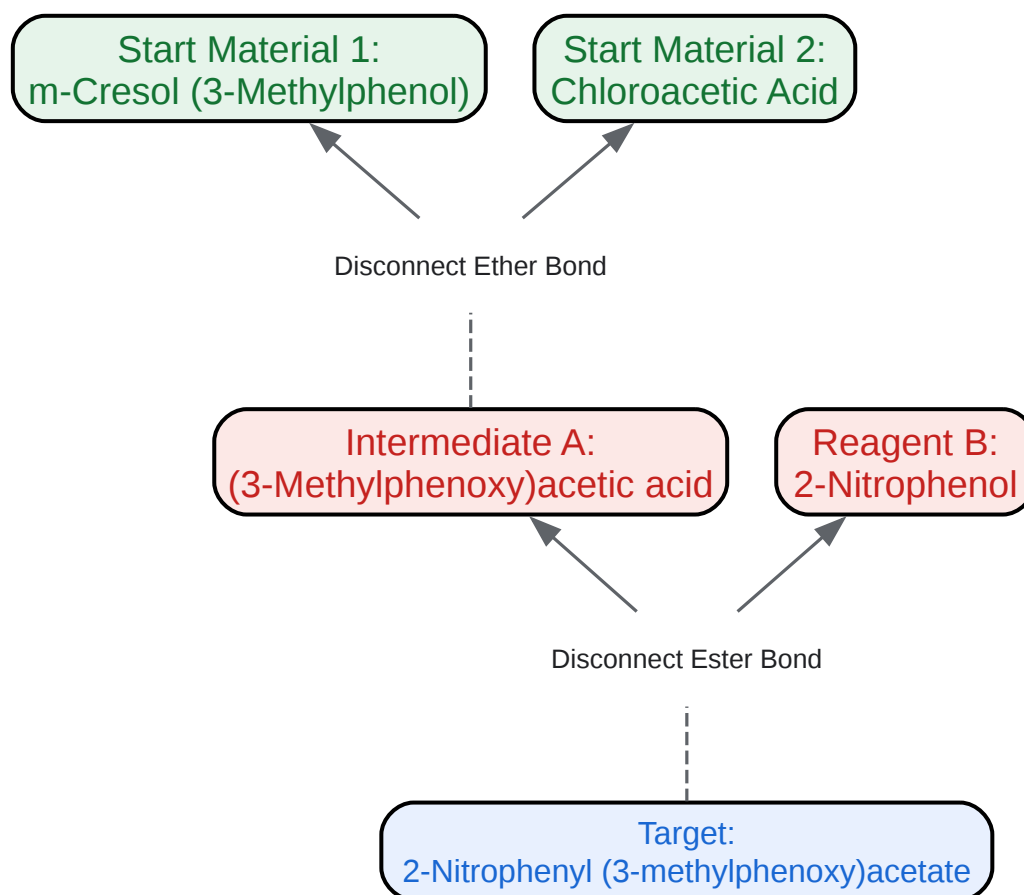 Start Material 1:
m-Cresol (3-Methylphenol)
Start Material 2:
Chloroacetic Acid
Disconnect Ether Bond
Intermediate A:
(3-Methylphenoxy)acetic acid
Reagent B:
2-Nitrophenol
Disconnect Ester Bond
Target:
2-Nitrophenyl (3-methylphenoxy)acetate